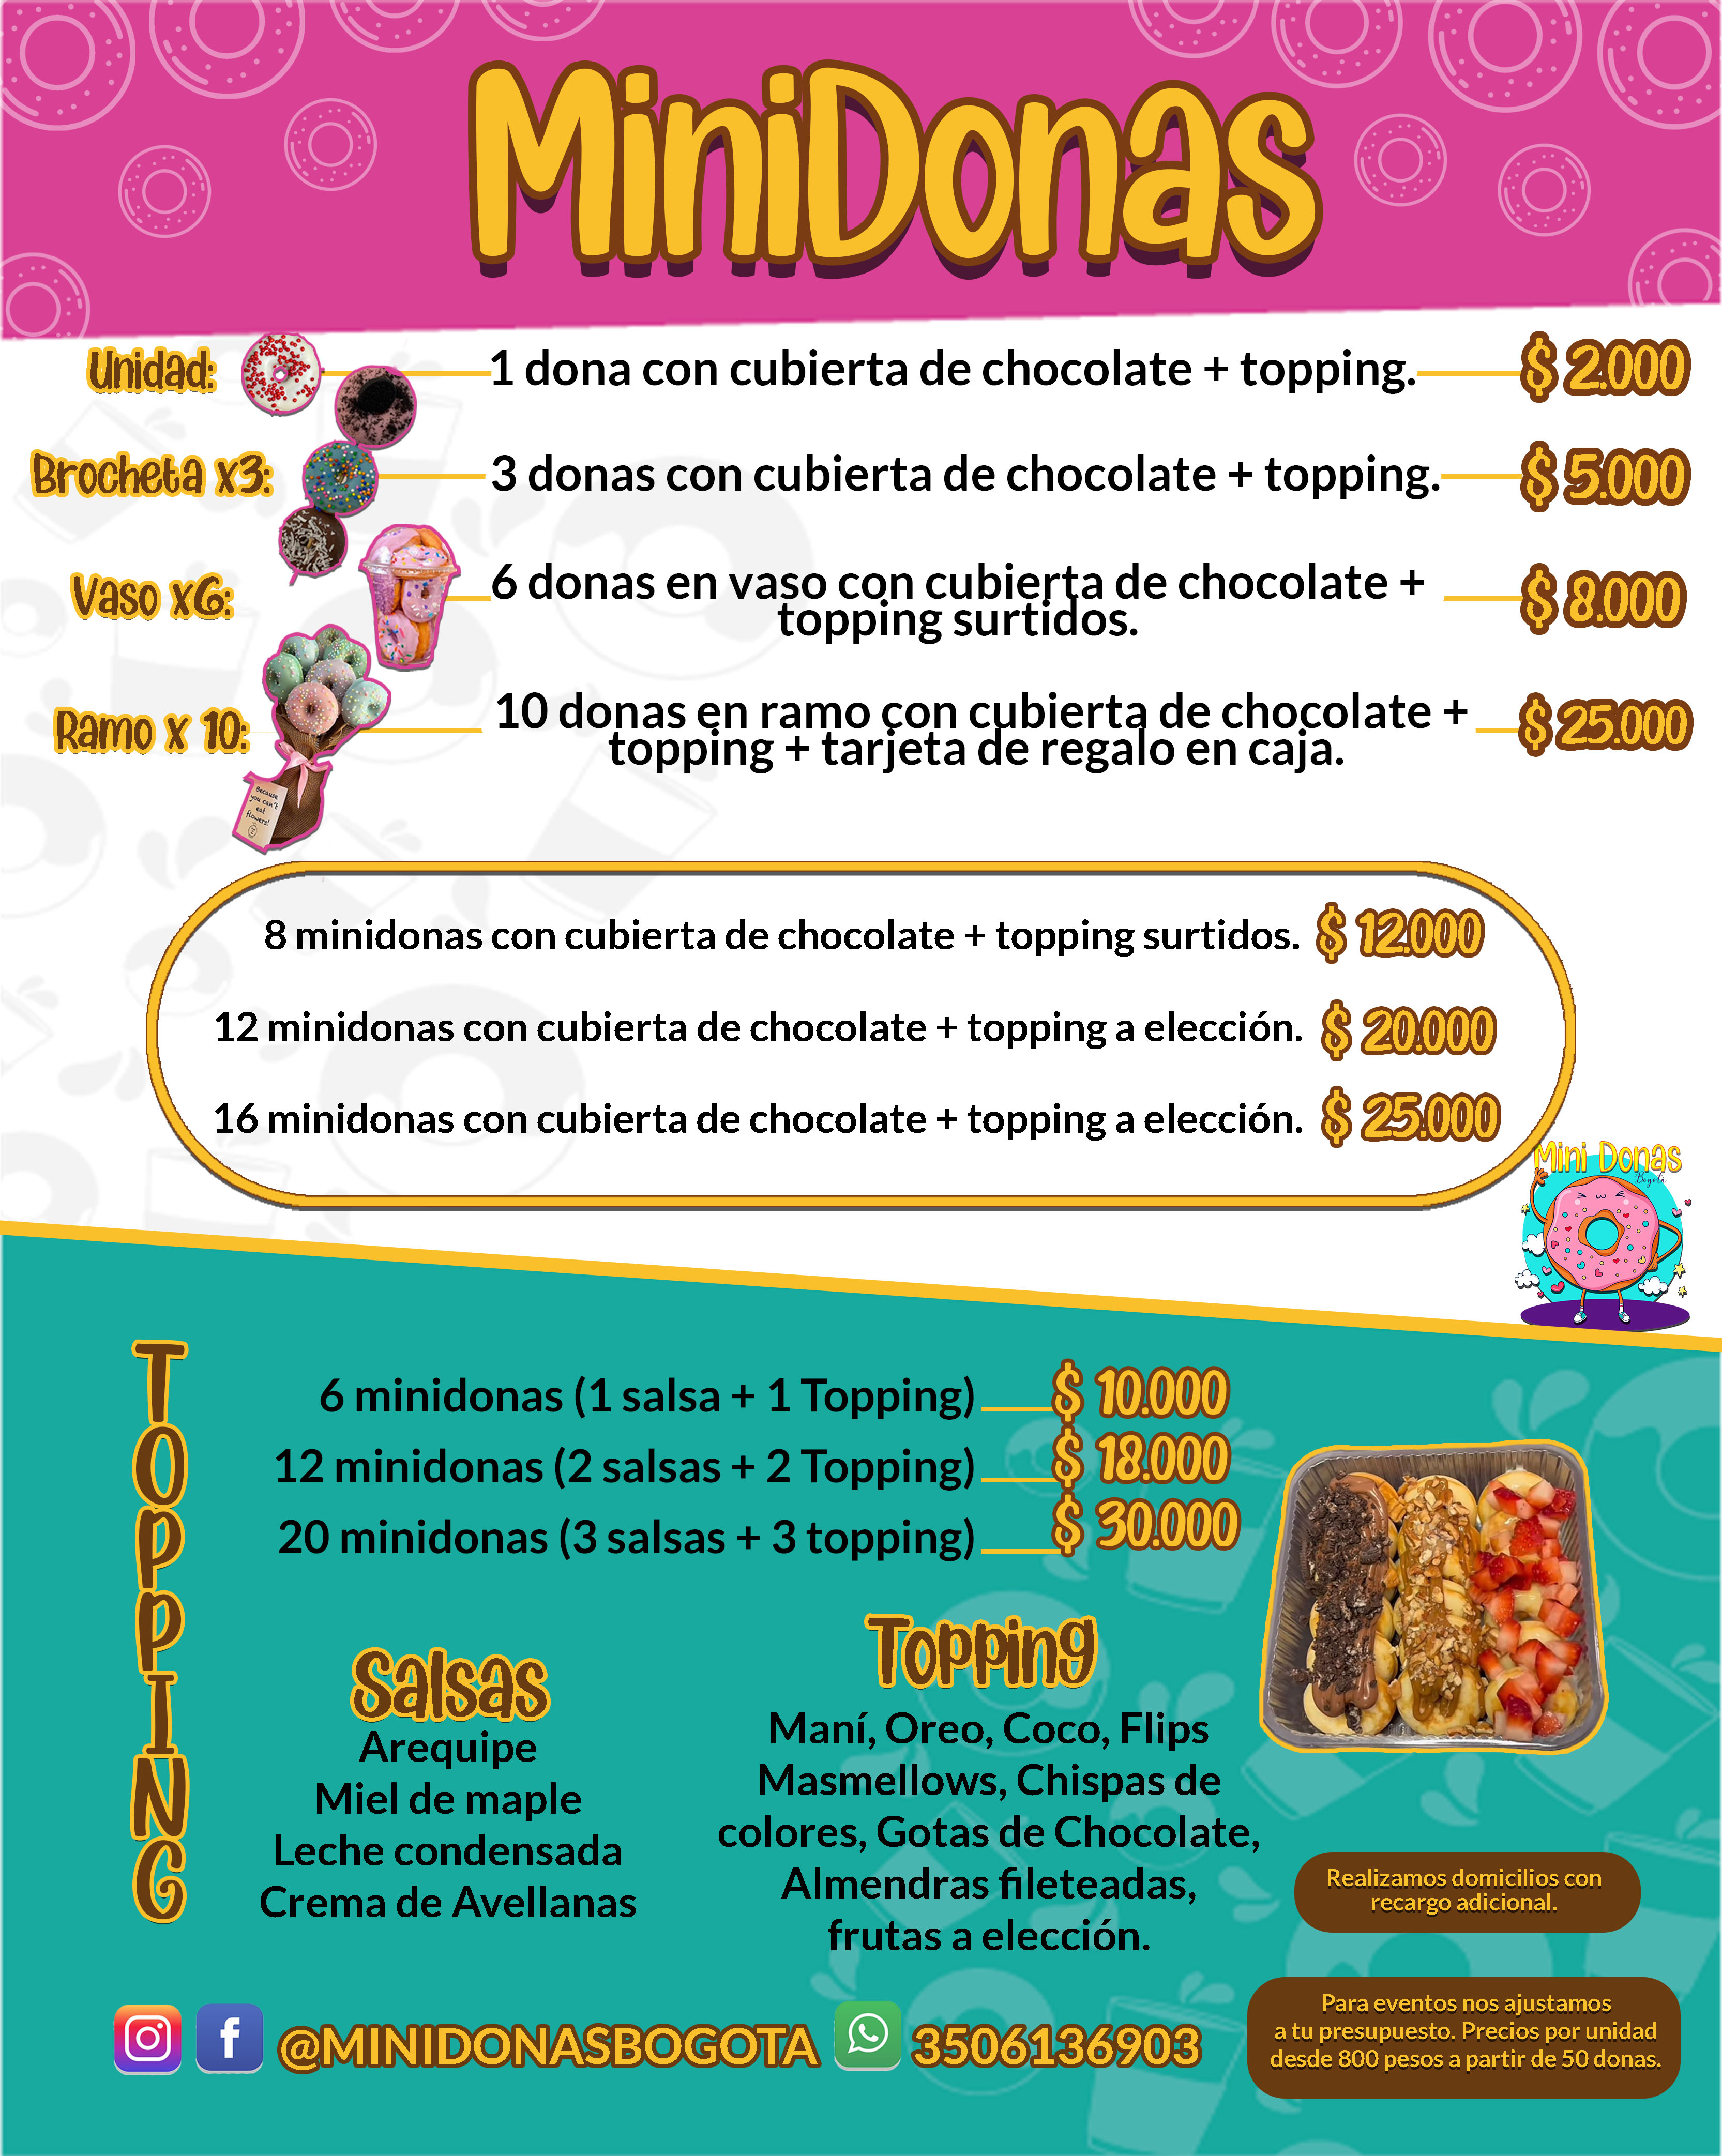 MiniDonas
Unidad:
1 dona con cubierta de chocolate + topping.
$ 2.000
Brocheta x3:
3 donas con cubierta de chocolate + topping.
$ 5.000
Vaso x6:
6 donas en vaso con cubierta de chocolate +
topping surtidos.
$ 8.000
Ramo x 10:
10 donas en ramo con cubierta de chocolate +
topping + tarjeta de regalo en caja.
$ 25.000
Because
you can't
eat
flowers!
8 minidonas con cubierta de chocolate + topping surtidos. $ 12.000
12 minidonas con cubierta de chocolate + topping a elección. $ 20.000
16 minidonas con cubierta de chocolate + topping a elección. $ 25.000
Mini Donas
Bogotá
TOPPING
6 minidonas (1 salsa + 1 Topping) $ 10.000
12 minidonas (2 salsas + 2 Topping) $ 18.000
20 minidonas (3 salsas + 3 topping) $ 30.000
Salsas
Arequipe
Miel de maple
Leche condensada
Crema de Avellanas
Topping
Maní, Oreo, Coco, Flips
Masmellows, Chispas de
colores, Gotas de Chocolate,
Almendras fileteadas,
frutas a elección.
Realizamos domicilios con
recargo adicional.
Para eventos nos ajustamos
a tu presupuesto. Precios por unidad
desde 800 pesos a partir de 50 donas.
@MINIDONASBOGOTA 3506136903